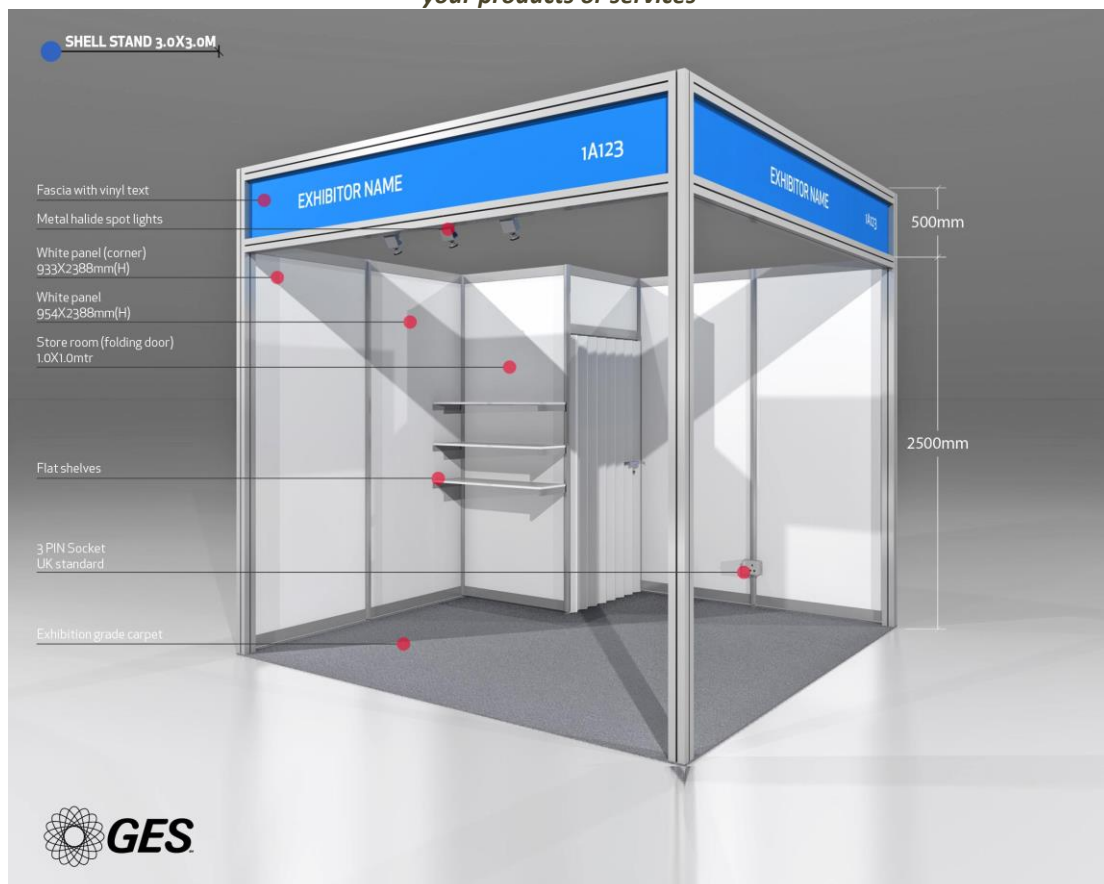 your products or services
SHELL STAND 3.0X3.0M
EXHIBITOR NAME
1A123
EXHIBITOR NAME
1A123
Fascia with vinyl text
Metal halide spot lights
White panel (corner)
933X2388mm(H)
White panel
954X2388mm(H)
Store room (folding door)
1.0X1.0mtr
Flat shelves
3 PIN Socket
UK standard
Exhibition grade carpet
500mm
2500mm
GES